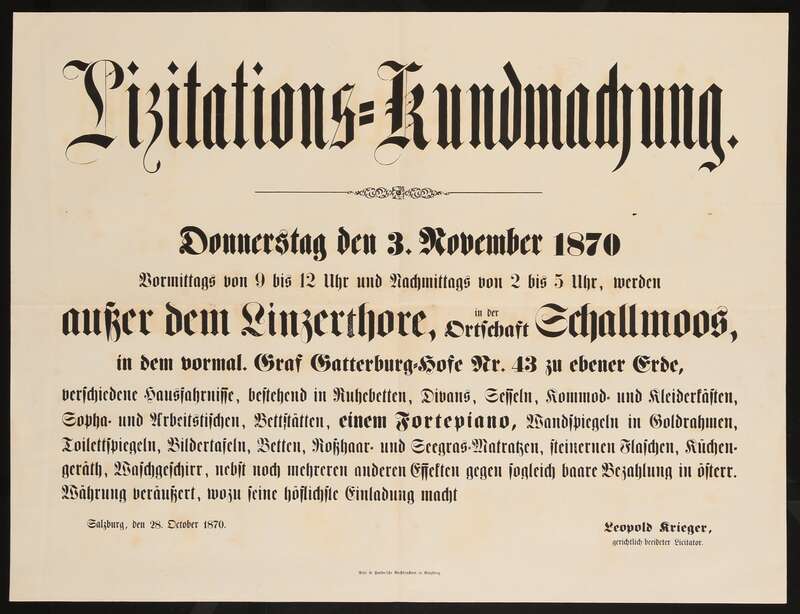 Lizitations=Kundmachung.
Donnerstag den 3. November 1870
Vormittags von 9 bis 12 Uhr und Nachmittags von 2 bis 5 Uhr, werden
außer dem Linzerthore, in der Ortschaft Schallmoos,
in dem vormal. Graf Gatterburg-Hofe Nr. 43 zu ebener Erde,
verschiedene Hausfahrnisse, bestehend in Ruhebetten, Divans, Sesseln, Kommod- und Kleiderkästen,
Sopha- und Arbeitstischen, Bettstätten, einem Fortepiano, Wandspiegeln in Goldrahmen,
Toilettspiegeln, Bildertafeln, Betten, Roßhaar- und Seegras-Matratzen, steinernen Flaschen, Küchen-
geräth, Waschgeschirr, nebst noch mehreren anderen Effekten gegen sogleich baare Bezahlung in österr.
Währung veräußert, wozu seine höflichste Einladung macht
Salzburg, den 28. October 1870.
Leopold Krieger,
gerichtlich beeideter Licitator.